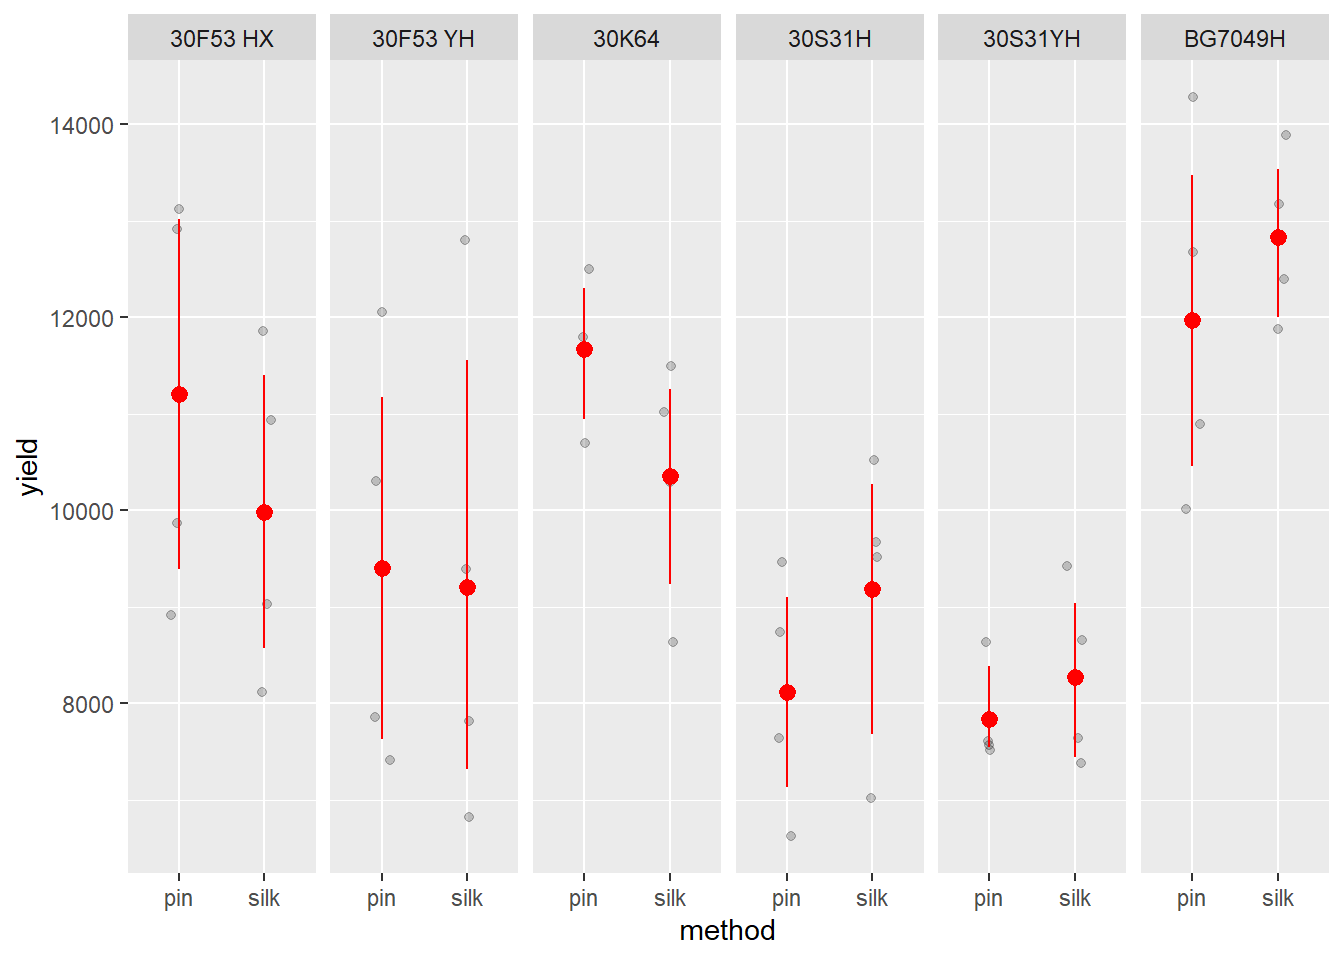 30F53 HX 30F53 YH 30K64 30S31H 30S31YH BG7049H
14000
12000
10000
8000
yield
pin silk pin silk pin silk pin silk pin silk pin silk
method